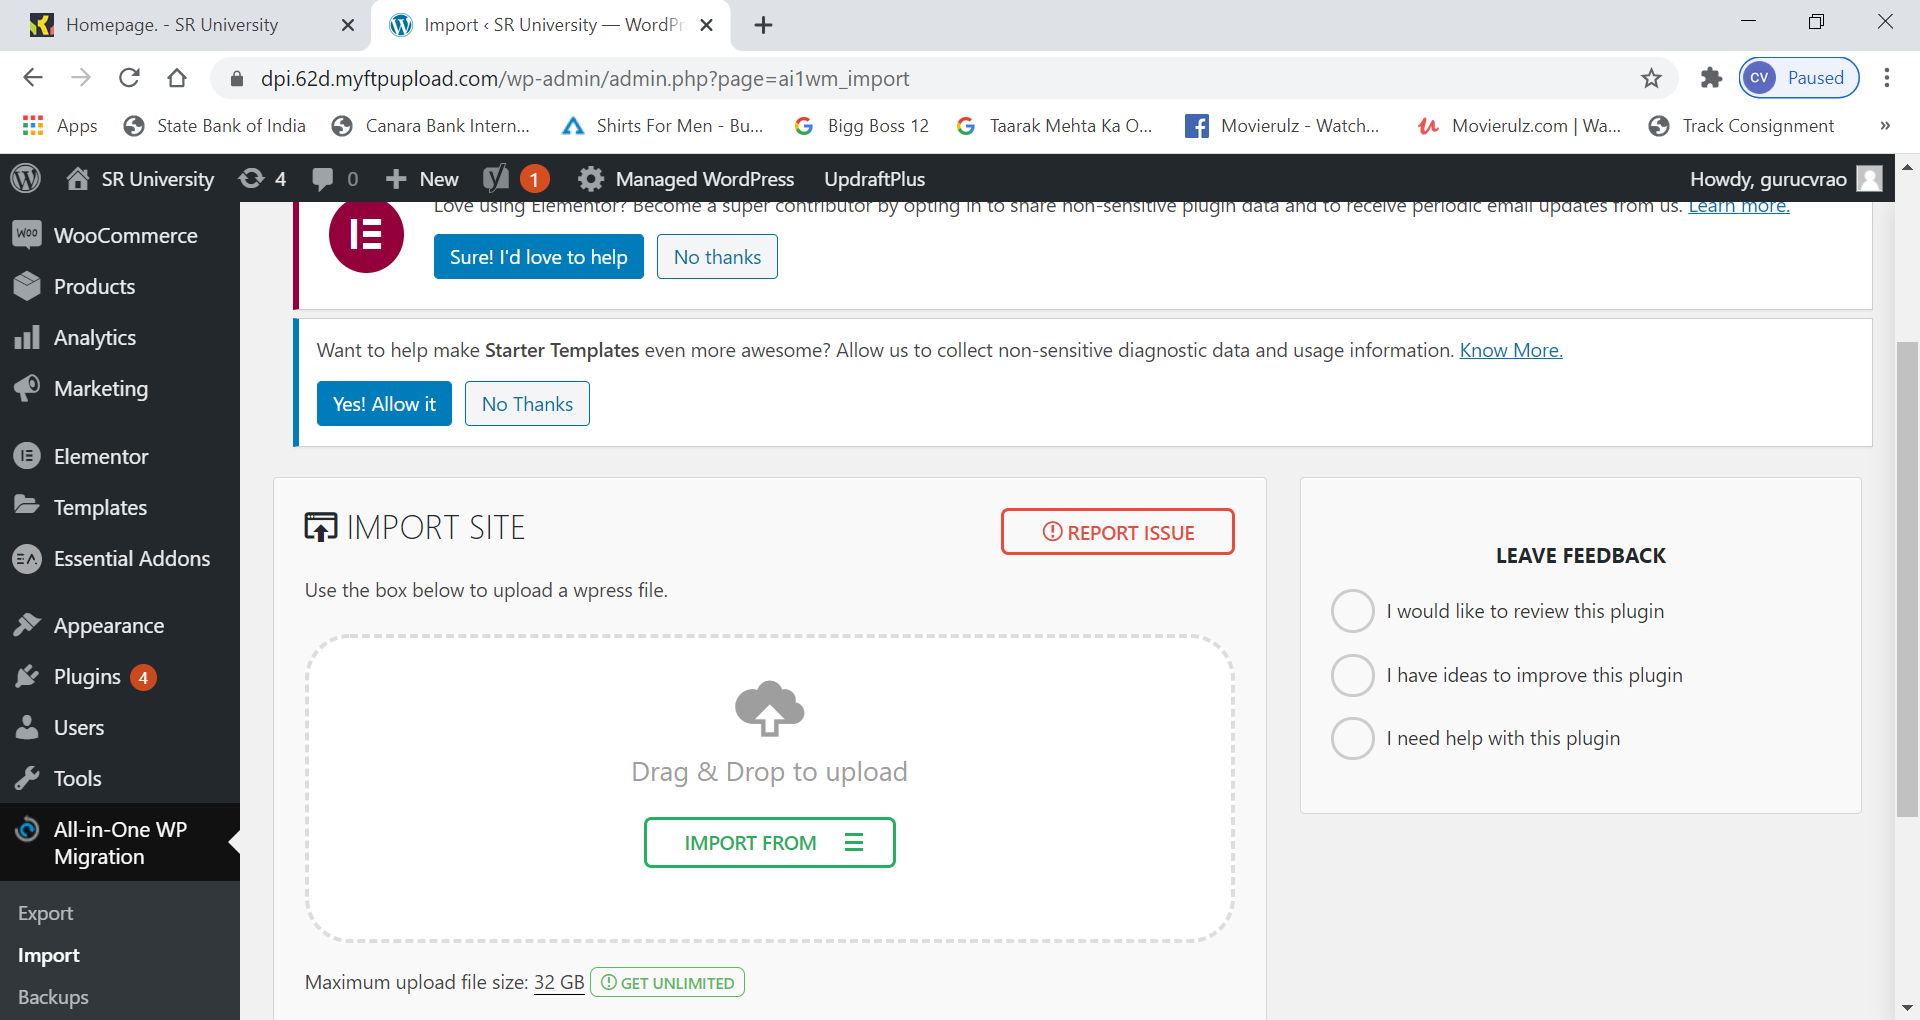 Homepage. - SR University
Import ‹ SR University — WordPr
dpi.62d.myftpupload.com/wp-admin/admin.php?page=ai1wm_import
CV Paused
Apps State Bank of India Canara Bank Intern... Shirts For Men - Bu... Bigg Boss 12 Taarak Mehta Ka O... Movierulz - Watch... Movierulz.com | Wa... Track Consignment »
SR University 4 0 New 1 Managed WordPress UpdraftPlus Howdy, gurucvrao
Love using Elementor? Become a super contributor by opting in to share non-sensitive plugin data and to receive periodic email updates from us. Learn more.
Sure! I'd love to help No thanks
Want to help make Starter Templates even more awesome? Allow us to collect non-sensitive diagnostic data and usage information. Know More.
Yes! Allow it No Thanks
WOO WooCommerce
Products
Analytics
Marketing
Elementor
Templates
EA Essential Addons
Appearance
Plugins 4
Users
Tools
All-in-One WP
Migration
Export
Import
Backups
IMPORT SITE
REPORT ISSUE
Use the box below to upload a wpress file.
Drag & Drop to upload
IMPORT FROM
Maximum upload file size: 32 GB GET UNLIMITED
LEAVE FEEDBACK
I would like to review this plugin
I have ideas to improve this plugin
I need help with this plugin